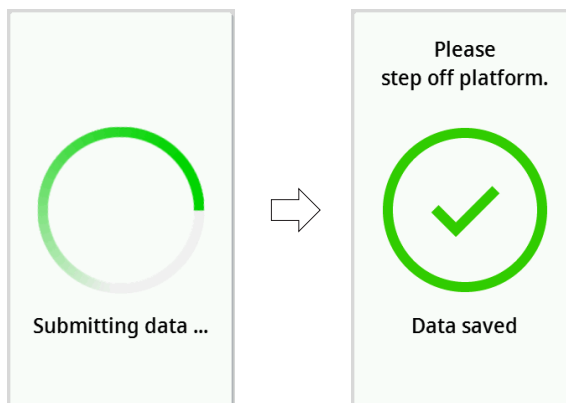 Submitting data ...
Please
step off platform.
Data saved